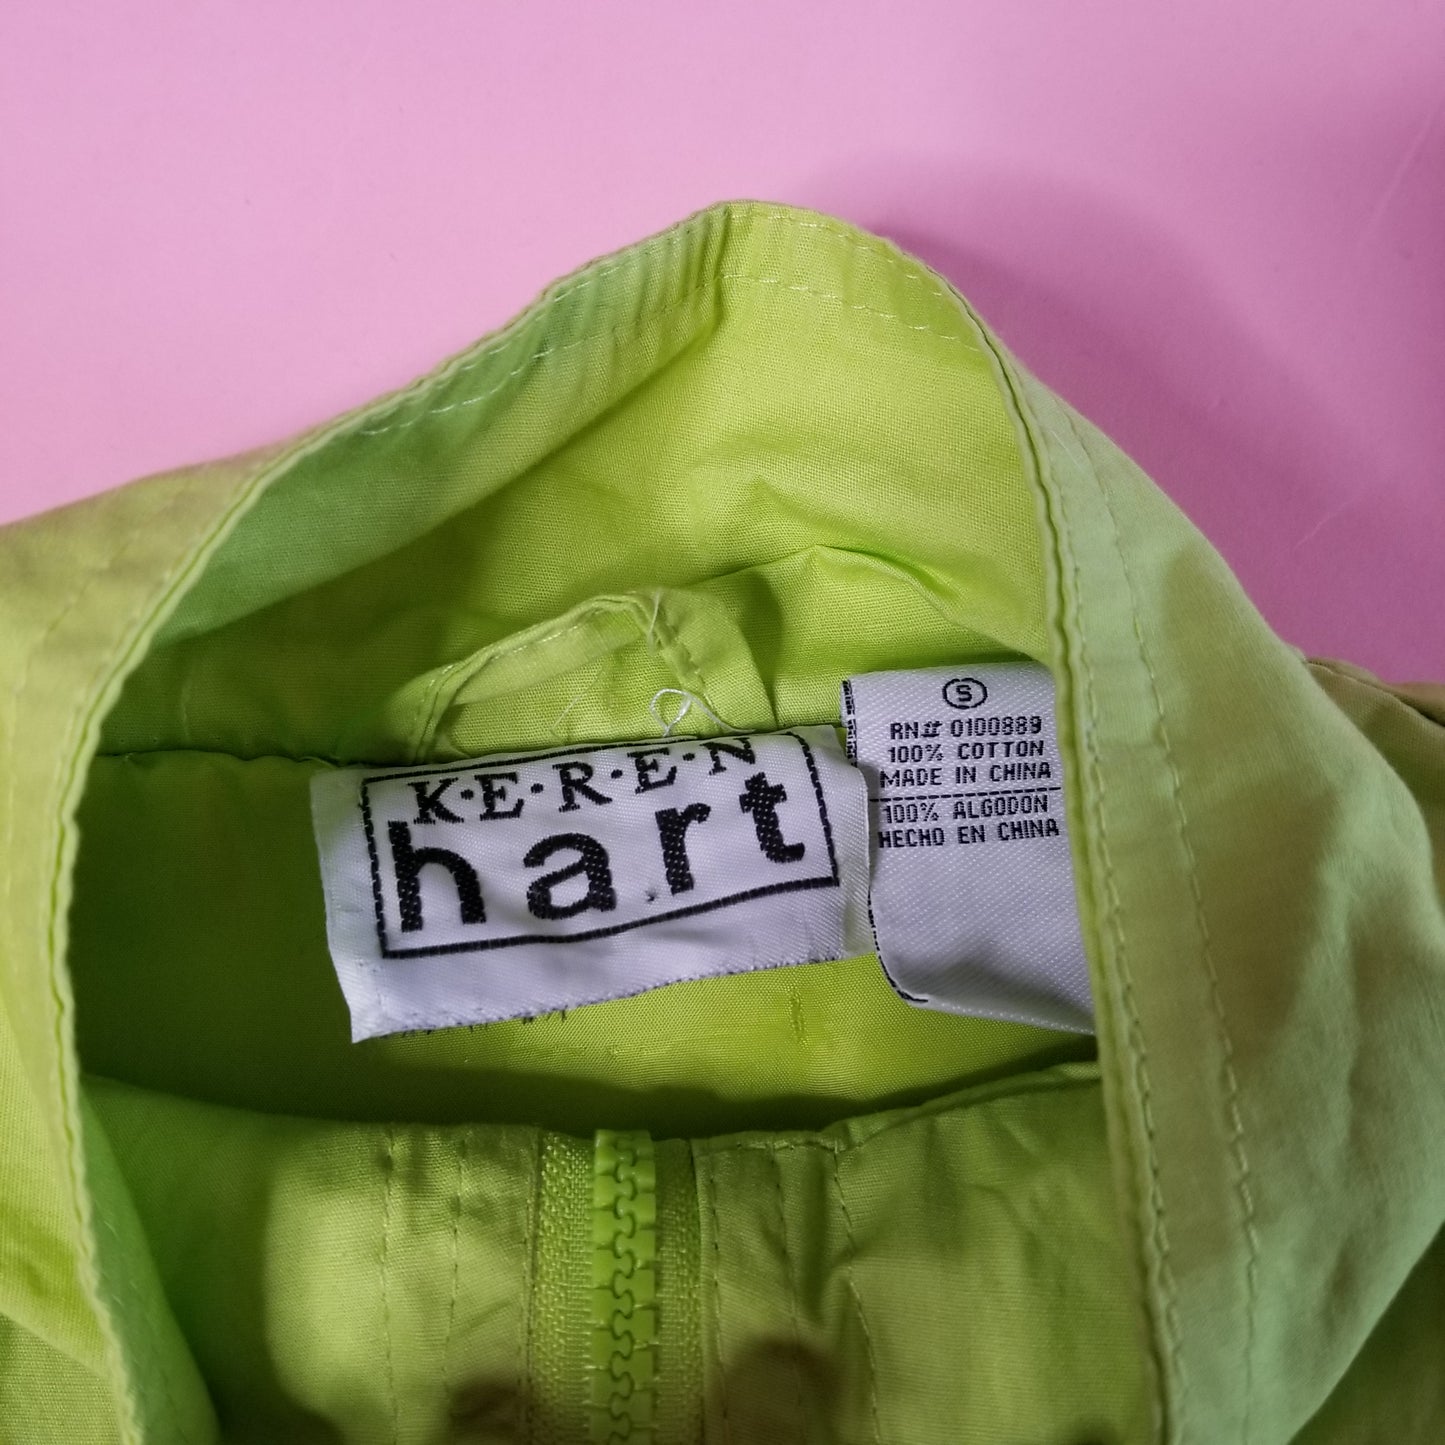 K·E·R·E·N
hart
S
RN# 0100889
100% COTTON
MADE IN CHINA
100% ALGODON
HECHO EN CHINA